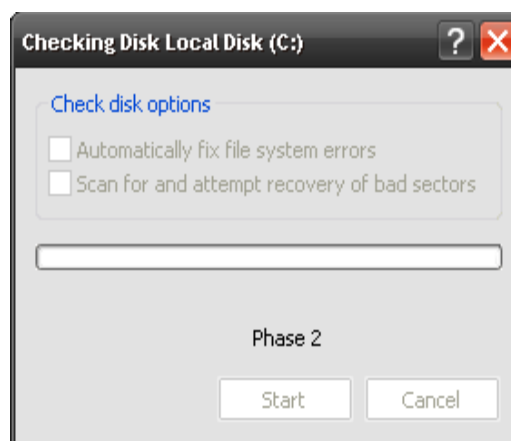 Checking Disk Local Disk (C:)
?
Check disk options
Automatically fix file system errors
Scan for and attempt recovery of bad sectors
Phase 2
Start Cancel